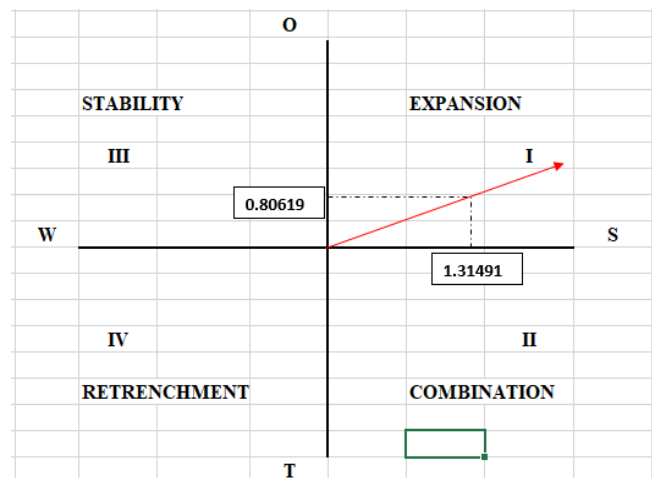 O
STABILITY
EXPANSION
III
I
0.80619
W
S
1.31491
IV
II
RETRENCHMENT
COMBINATION
T